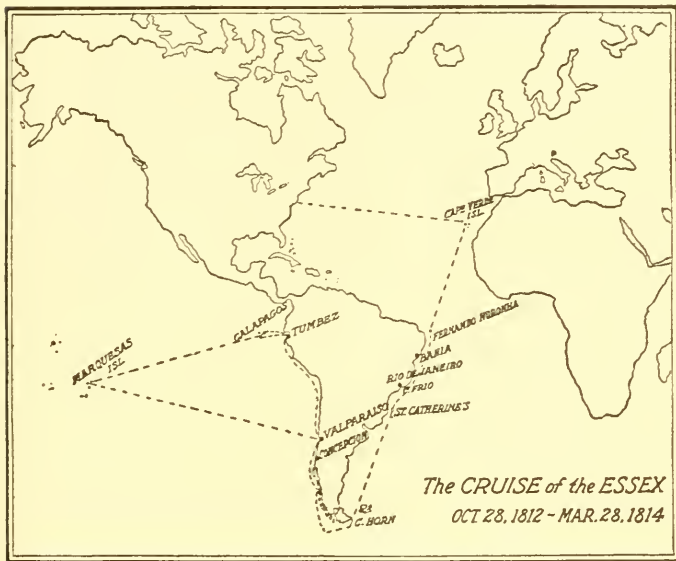 CAPE VERDE
ISL.
GALAPAGOS
TUMBEZ
FERNANDO NORONHA
BAHIA
MARQUESAS
ISL
RIO DE JANEIRO
C. FRIO
ST. CATHERINE'S
VALPARAISO
CONCEPCION
C. HORN
The CRUISE of the ESSEX
OCT. 28, 1812 - MAR. 28, 1814